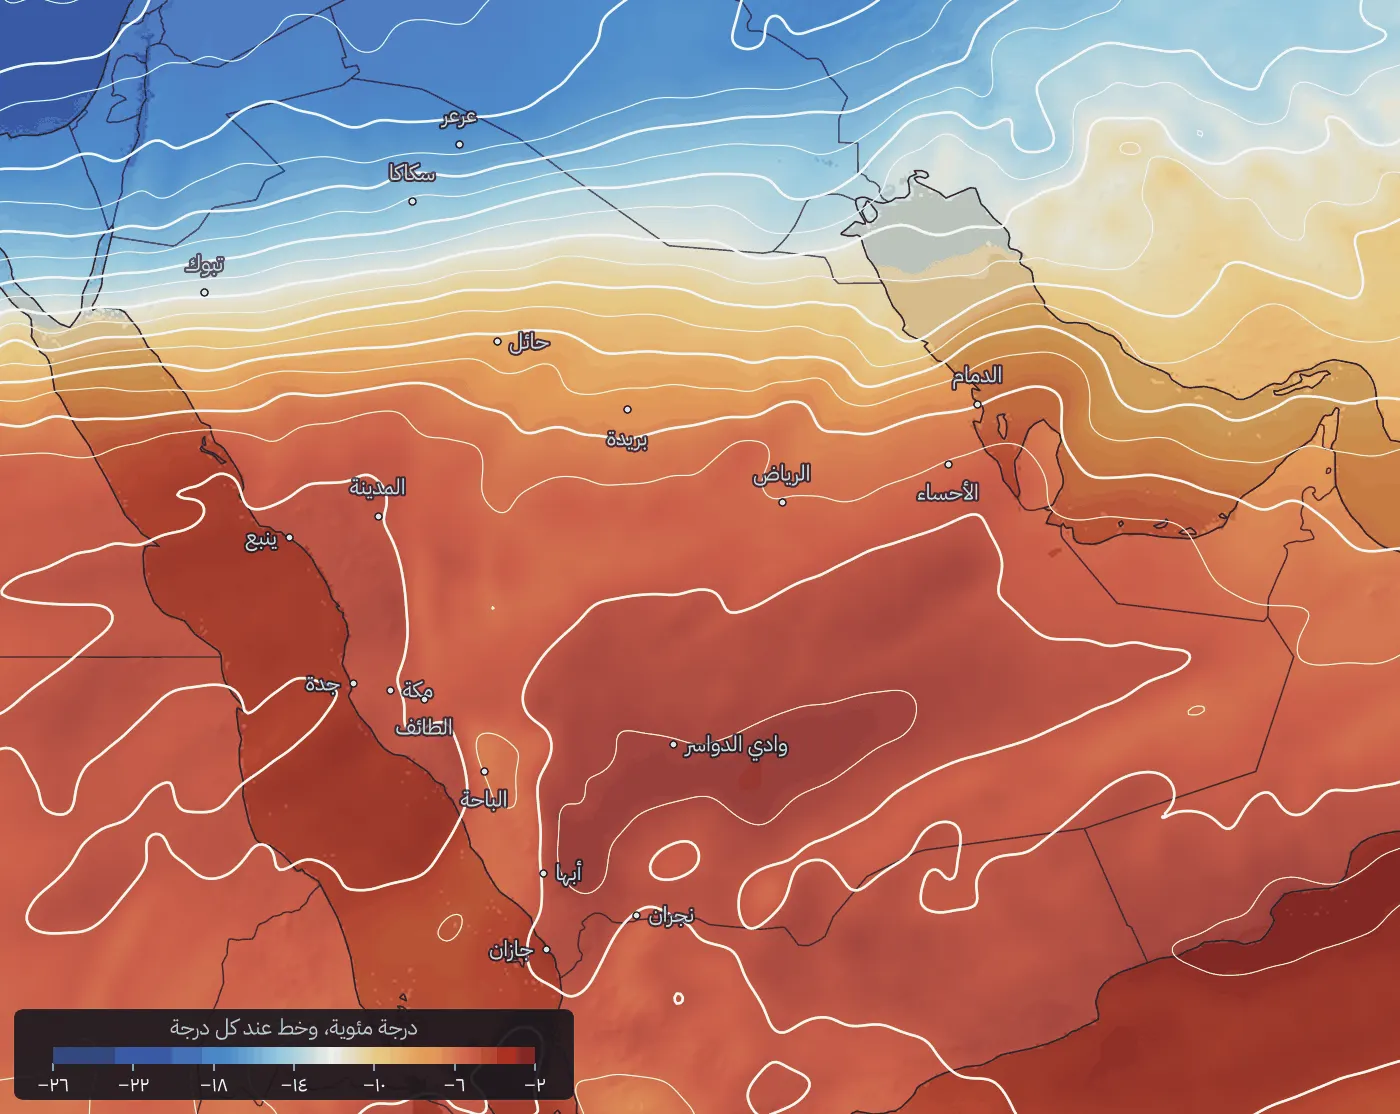 عرعر
سكاكا
تبوك
حائل
الدمام
بريدة
الرياض
الأحساء
المدينة
ينبع
جدة
مكة
الطائف
وادي الدواسر
الباحة
أبها
نجران
جازان
درجة مئوية، وخط عند كل درجة
−٢٦ −٢٢ −١٨ −١٤ −١٠ −٦ −٢